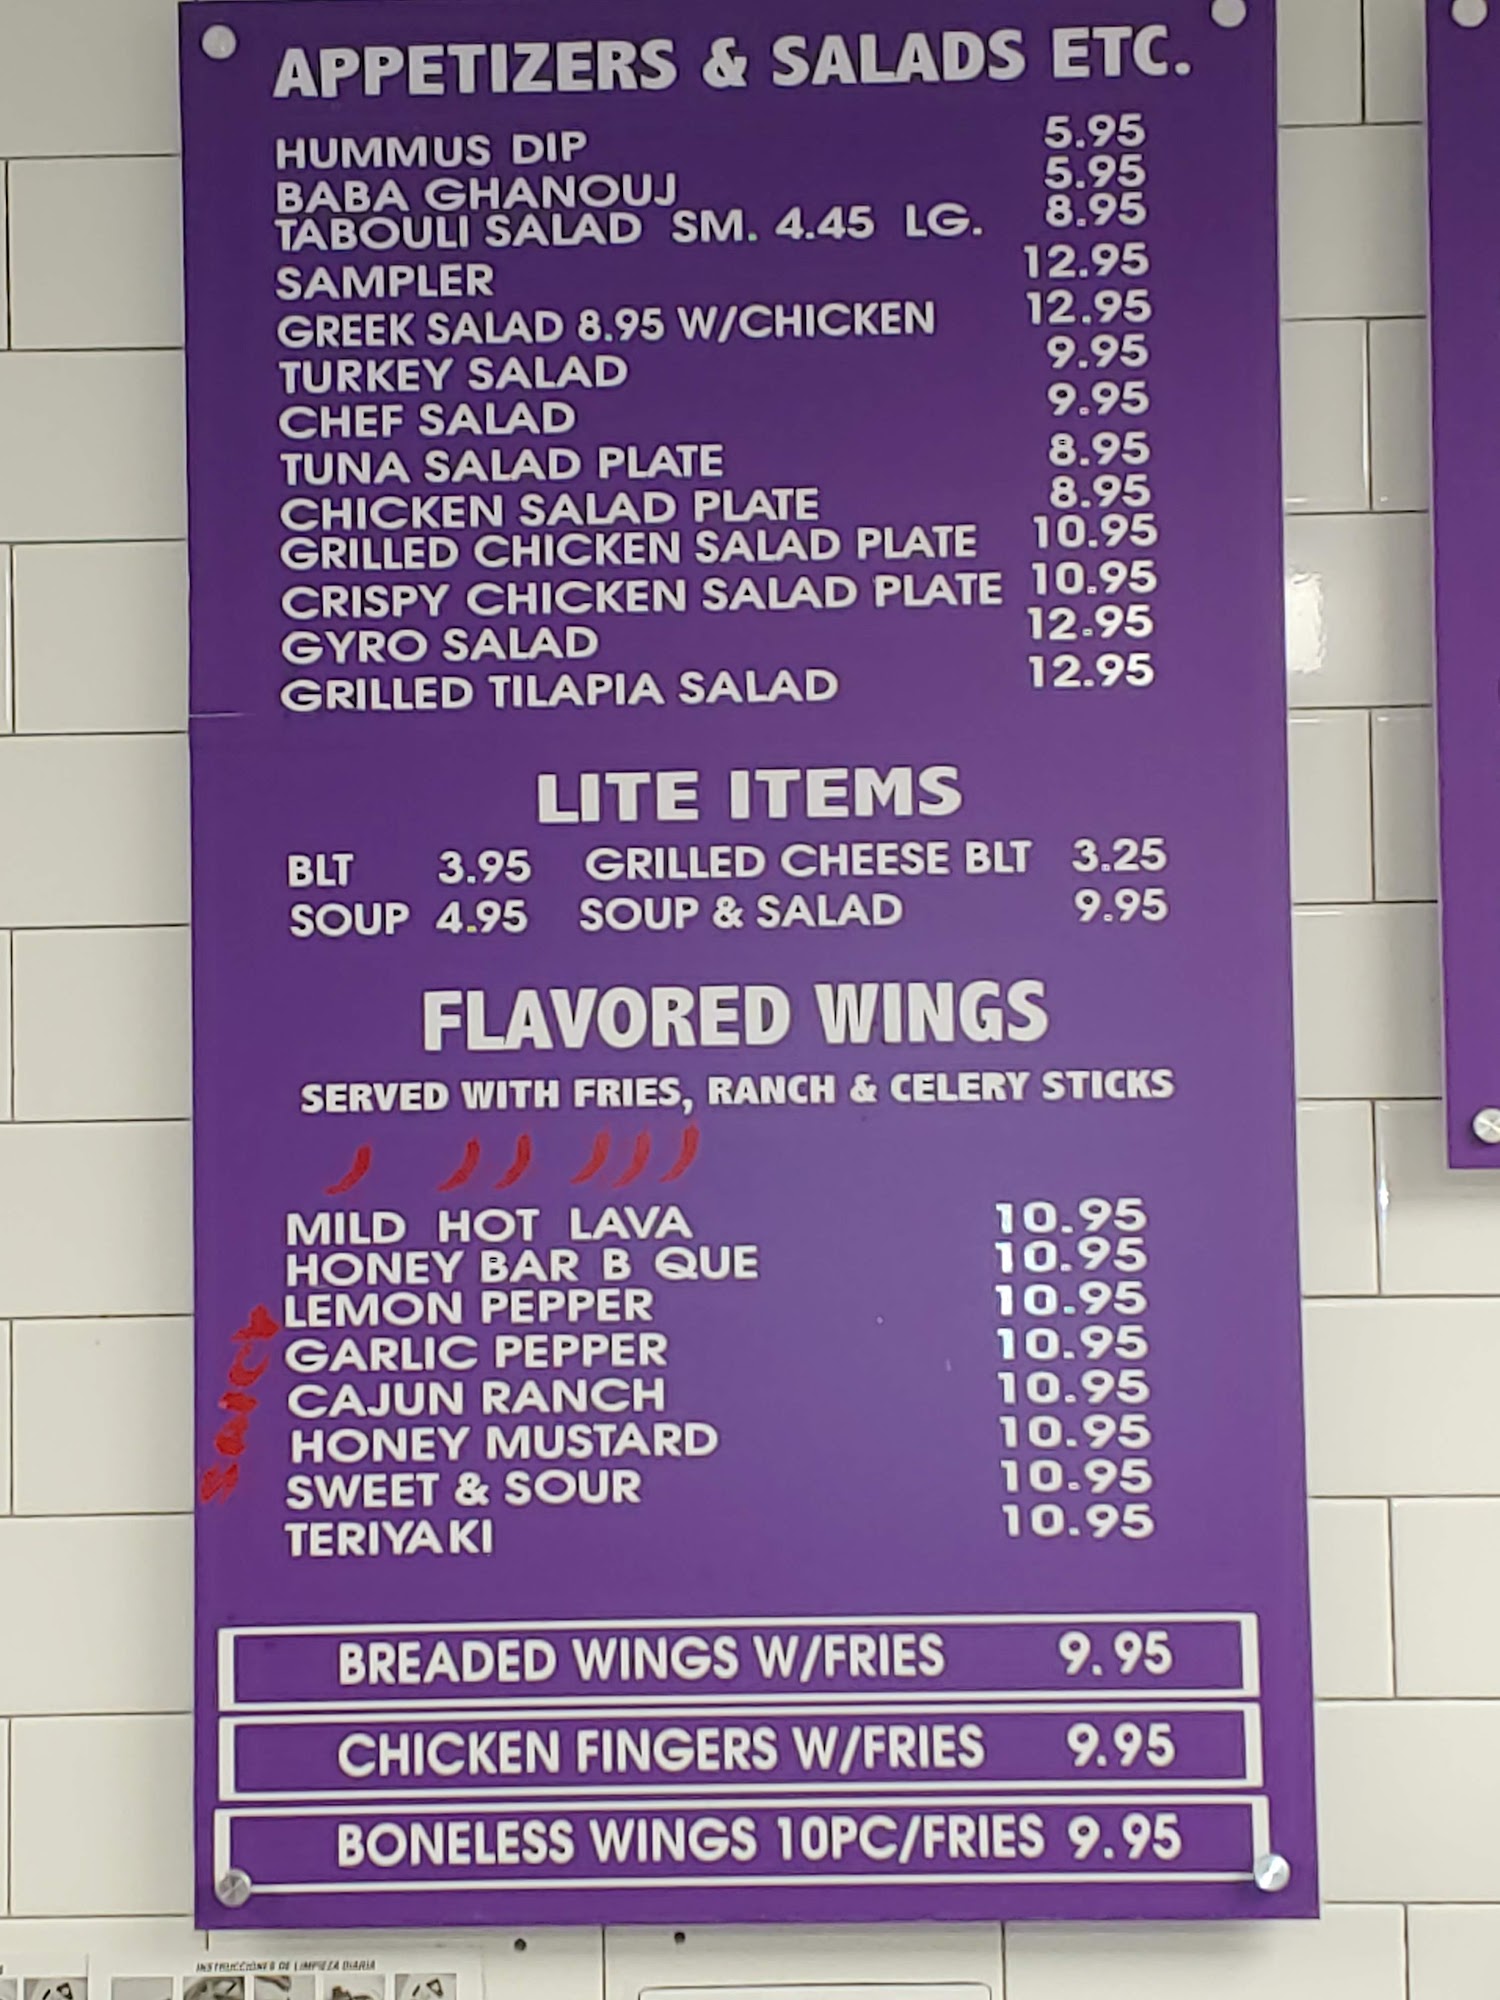 APPETIZERS & SALADS ETC.
HUMMUS DIP 5.95
BABA GHANOUJ 5.95
TABOULI SALAD SM. 4.45 LG. 8.95
SAMPLER 12.95
GREEK SALAD 8.95 W/CHICKEN 12.95
TURKEY SALAD 9.95
CHEF SALAD 9.95
TUNA SALAD PLATE 8.95
CHICKEN SALAD PLATE 8.95
GRILLED CHICKEN SALAD PLATE 10.95
CRISPY CHICKEN SALAD PLATE 10.95
GYRO SALAD 12.95
GRILLED TILAPIA SALAD 12.95
LITE ITEMS
BLT 3.95 GRILLED CHEESE BLT 3.25
SOUP 4.95 SOUP & SALAD 9.95
FLAVORED WINGS
SERVED WITH FRIES, RANCH & CELERY STICKS
MILD HOT LAVA 10.95
HONEY BAR B QUE 10.95
LEMON PEPPER 10.95
GARLIC PEPPER 10.95
CAJUN RANCH 10.95
HONEY MUSTARD 10.95
SWEET & SOUR 10.95
TERIYAKI 10.95
BREADED WINGS W/FRIES 9.95
CHICKEN FINGERS W/FRIES 9.95
BONELESS WINGS 10PC/FRIES 9.95
INSTRUCCIONES DE LIMPIEZA DIARIA